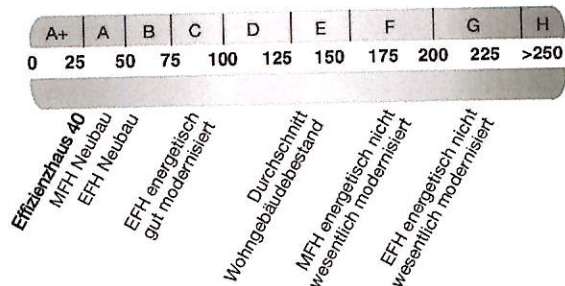 A+ A B C D E F G H
0 25 50 75 100 125 150 175 200 225 >250
Effizienzhaus 40
MFH Neubau
EFH Neubau
EFH energetisch
gut modernisiert
Durchschnitt
Wohngebäudebestand
MFH energetisch nicht
wesentlich modernisiert
EFH energetisch nicht
wesentlich modernisiert